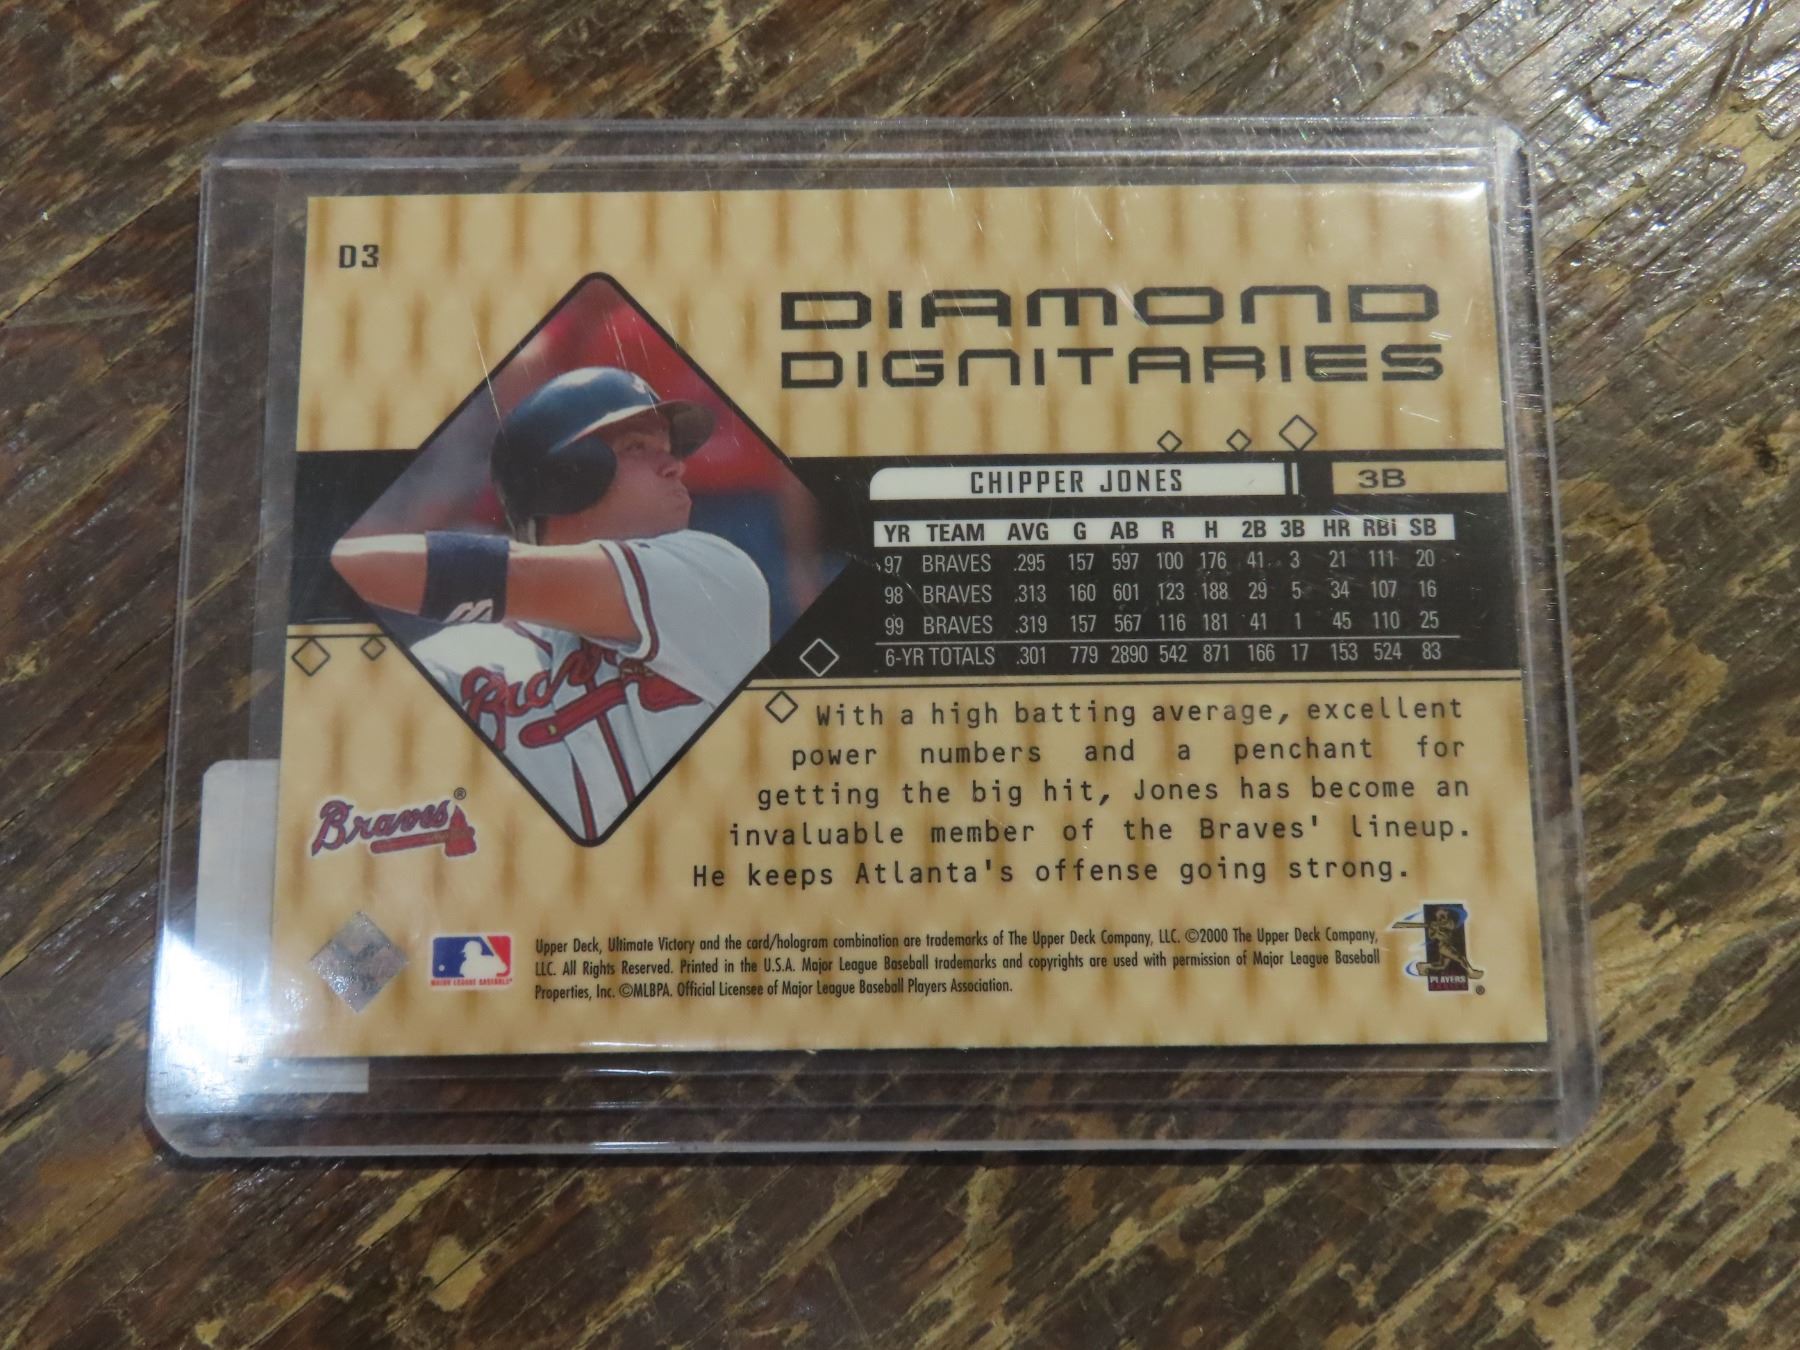 D3
DIAMOND
DIGNITARIES
CHIPPER JONES 3B
YR TEAM AVG G AB R H 2B 3B HR RBI SB
97 BRAVES .295 157 597 100 176 41 3 21 111 20
98 BRAVES .313 160 601 123 188 29 5 34 107 16
99 BRAVES .319 157 567 116 181 41 1 45 110 25
6-YR TOTALS .301 779 2890 542 871 166 17 153 524 83
With a high batting average, excellent
power numbers and a penchant for
getting the big hit, Jones has become an
invaluable member of the Braves' lineup.
He keeps Atlanta's offense going strong.
Braves
Braves®
MAJOR LEAGUE BASEBALL®
Upper Deck, Ultimate Victory and the card/hologram combination are trademarks of The Upper Deck Company, LLC. ©2000 The Upper Deck Company,
LLC. All Rights Reserved. Printed in the U.S.A. Major League Baseball trademarks and copyrights are used with permission of Major League Baseball
Properties, Inc. ©MLBPA. Official Licensee of Major League Baseball Players Association.
PLAYERS
®